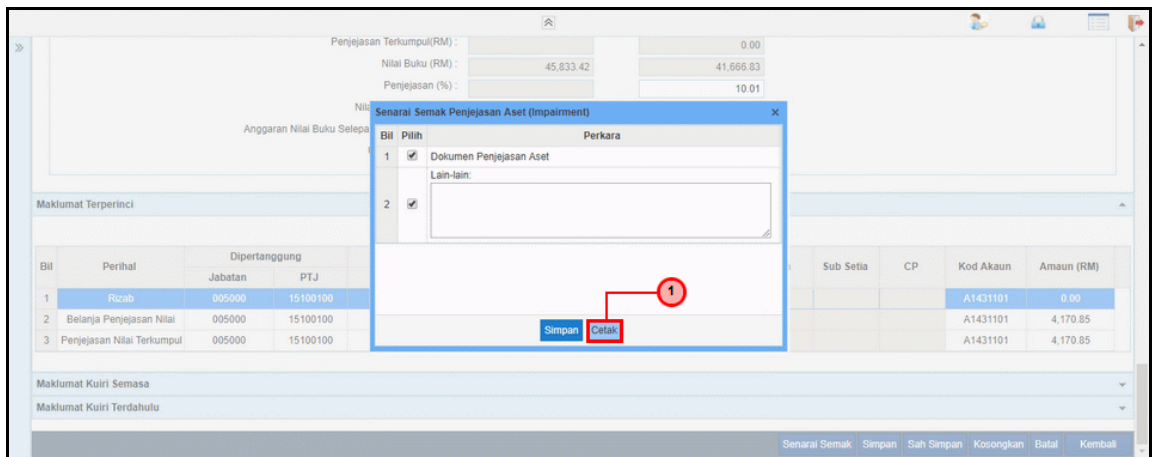 Penjejasan Terkumpul(RM) : 0.00
Nilai Buku (RM) : 45,833.42 41,666.83
Penjejasan (%) : 10.01
Nila
Anggaran Nilai Buku Selepa
Senarai Semak Penjejasan Aset (Impairment) ×
Bil Pilih Perkara
1 Dokumen Penjejasan Aset
Lain-lain:
2
1
Simpan Cetak
Maklumat Terperinci
Bil Perihal Dipertanggung Sub Setia CP Kod Akaun Amaun (RM)
Jabatan PTJ
1 Rizab 005000 15100100 A1431101 0.00
2 Belanja Penjejasan Nilai 005000 15100100 A1431101 4,170.85
3 Penjejasan Nilai Terkumpul 005000 15100100 A1431101 4,170.85
Maklumat Kuiri Semasa
Maklumat Kuiri Terdahulu
Senarai Semak Simpan Sah Simpan Kosongkan Batal Kembali